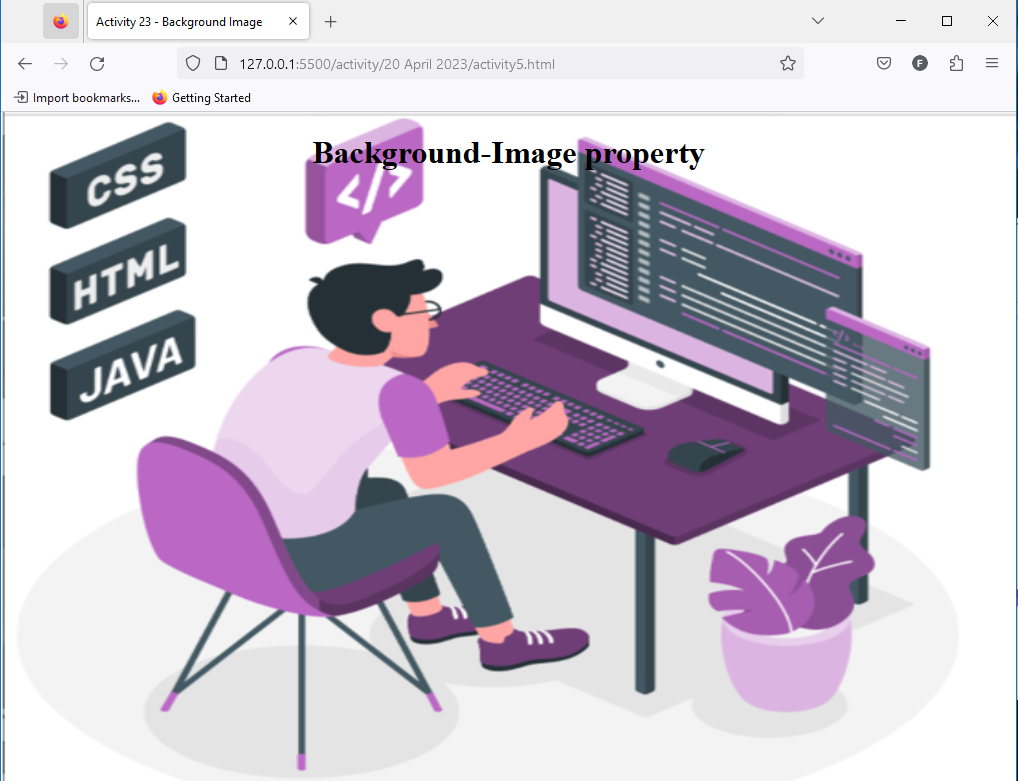 Activity 23 - Background Image
127.0.0.1:5500/activity/20 April 2023/activity5.html
F
Import bookmarks...
Getting Started
Background-Image property
CSS
</>
HTML
JAVA
</>